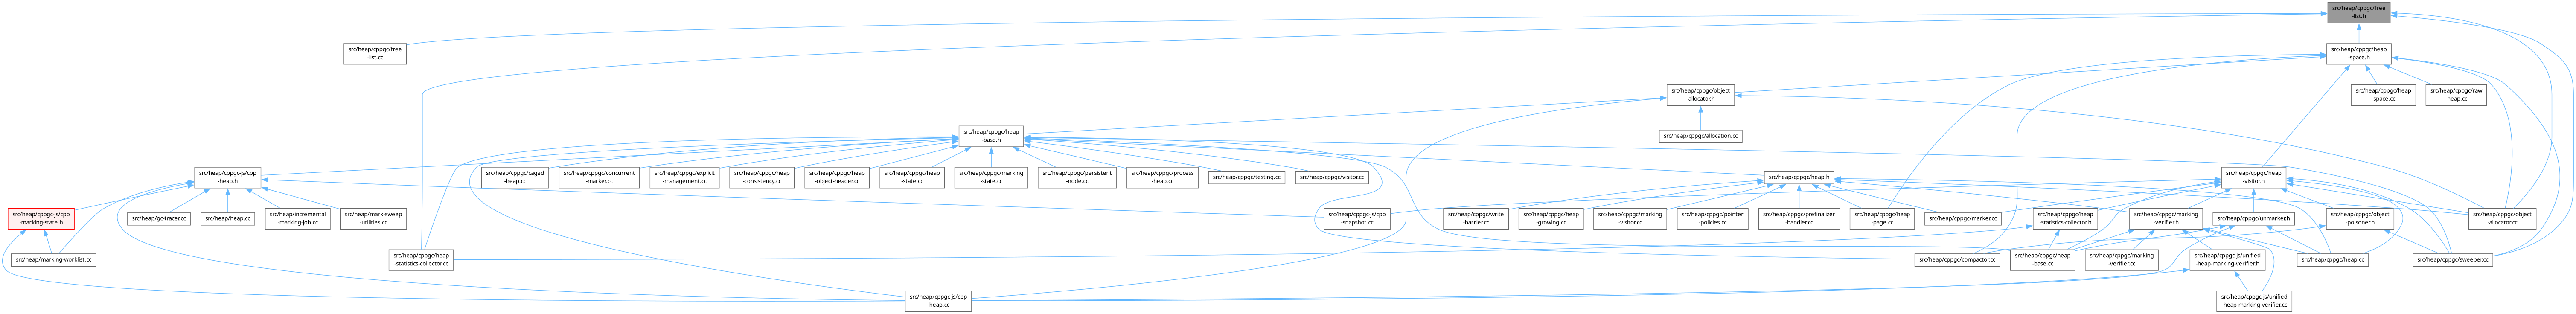 src/heap/cppgc/free
-list.h
src/heap/cppgc/free
-list.cc
src/heap/cppgc/heap
-space.h
src/heap/cppgc/object
-allocator.h
src/heap/cppgc/heap
-space.cc
src/heap/cppgc/raw
-heap.cc
src/heap/cppgc/heap
-base.h
src/heap/cppgc/allocation.cc
src/heap/cppgc-js/cpp
-heap.h
src/heap/cppgc/caged
-heap.cc
src/heap/cppgc/concurrent
-marker.cc
src/heap/cppgc/explicit
-management.cc
src/heap/cppgc/heap
-consistency.cc
src/heap/cppgc/heap
-object-header.cc
src/heap/cppgc/heap
-state.cc
src/heap/cppgc/marking
-state.cc
src/heap/cppgc/persistent
-node.cc
src/heap/cppgc/process
-heap.cc
src/heap/cppgc/testing.cc
src/heap/cppgc/visitor.cc
src/heap/cppgc/heap.h
src/heap/cppgc/heap
-visitor.h
src/heap/cppgc-js/cpp
-marking-state.h
src/heap/gc-tracer.cc
src/heap/heap.cc
src/heap/incremental
-marking-job.cc
src/heap/mark-sweep
-utilities.cc
src/heap/cppgc-js/cpp
-snapshot.cc
src/heap/cppgc/write
-barrier.cc
src/heap/cppgc/heap
-growing.cc
src/heap/cppgc/marking
-visitor.cc
src/heap/cppgc/pointer
-policies.cc
src/heap/cppgc/prefinalizer
-handler.cc
src/heap/cppgc/heap
-page.cc
src/heap/cppgc/marker.cc
src/heap/cppgc/heap
-statistics-collector.h
src/heap/cppgc/marking
-verifier.h
src/heap/cppgc/unmarker.h
src/heap/cppgc/object
-poisoner.h
src/heap/cppgc/object
-allocator.cc
src/heap/marking-worklist.cc
src/heap/cppgc/heap
-statistics-collector.cc
src/heap/cppgc/compactor.cc
src/heap/cppgc/heap
-base.cc
src/heap/cppgc/marking
-verifier.cc
src/heap/cppgc-js/unified
-heap-marking-verifier.h
src/heap/cppgc/heap.cc
src/heap/cppgc/sweeper.cc
src/heap/cppgc-js/cpp
-heap.cc
src/heap/cppgc-js/unified
-heap-marking-verifier.cc